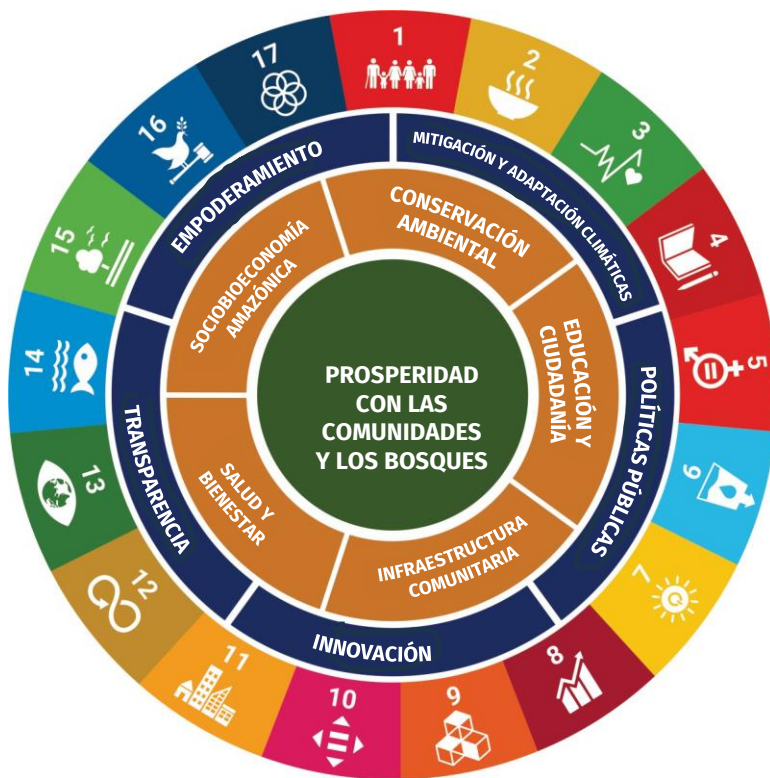 PROSPERIDAD
CON LAS
COMUNIDADES
Y LOS BOSQUES
CONSERVACIÓN
AMBIENTAL
EDUCACIÓN Y
CIUDADANÍA
INFRAESTRUCTURA
COMUNITARIA
SALUD Y
BIENESTAR
SOCIOBIOECONOMÍA
AMAZÓNICA
EMPODERAMIENTO
MITIGACIÓN Y ADAPTACIÓN CLIMÁTICAS
POLÍTICAS PÚBLICAS
INNOVACIÓN
TRANSPARENCIA
1
2
3
4
5
6
7
8
9
10
11
12
13
14
15
16
17